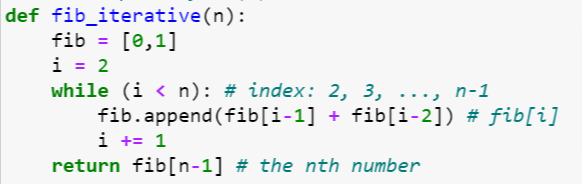 def fib_iterative(n):
    fib = [0,1]
    i = 2
    while (i < n): # index: 2, 3, ..., n-1
        fib.append(fib[i-1] + fib[i-2]) # fib[i]
        i += 1
    return fib[n-1] # the nth number